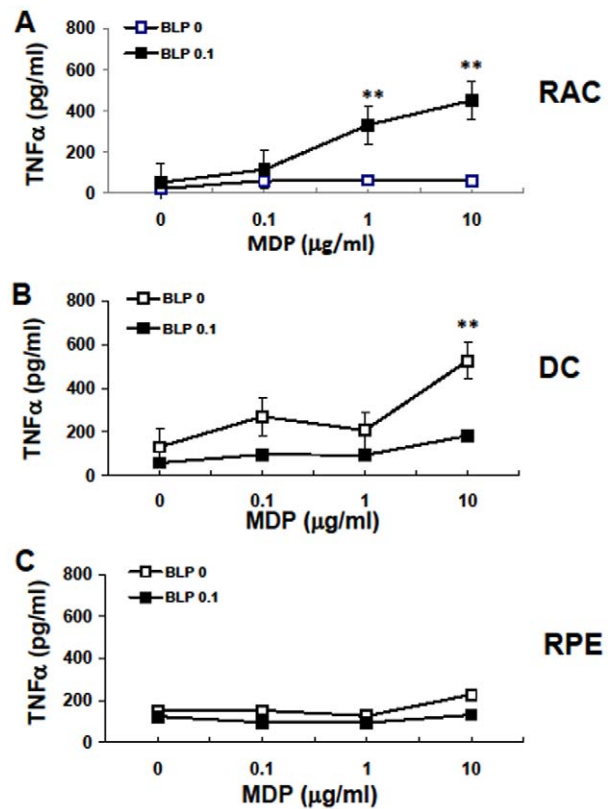 A
800
BLP 0
BLP 0.1
600
400
200
0
TNFα (pg/ml)
**
**
RAC
0
0.1
1
10
MDP (μg/ml)
B
800
BLP 0
BLP 0.1
600
400
200
0
TNFα (pg/ml)
**
DC
0
0.1
1
10
MDP (μg/ml)
C
800
BLP 0
BLP 0.1
600
400
200
0
TNFα (pg/ml)
RPE
0
0.1
1
10
MDP (μg/ml)